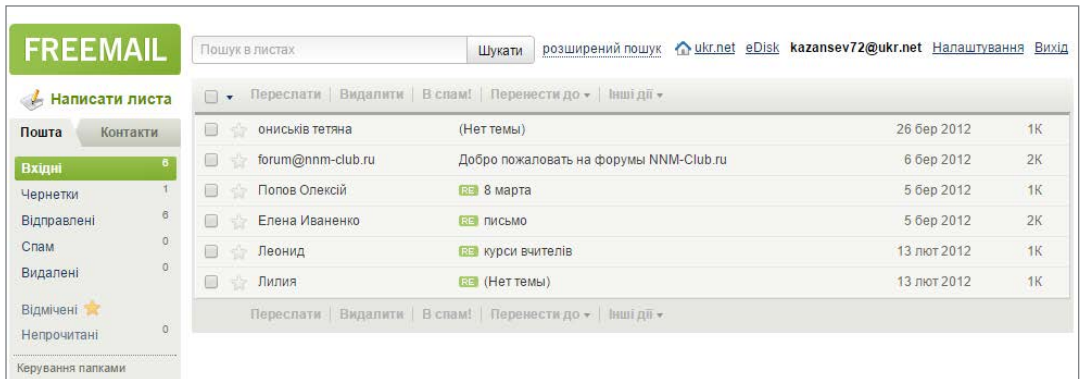 FREEMAIL
Пошук в листах Шукати розширений пошук ukr.net eDisk kazansev72@ukr.net Налаштування Вихід
Написати листа
Переслати | Видалити | В спам! | Перенести до | Інші дії
Пошта Контакти
Вхідні 6
Чернетки 1
Відправлені 6
Спам 0
Видалені 0
Відмічені
Непрочитані 0
Керування папками
ониськів тетяна (Нет темы) 26 бер 2012 1K
forum@nnm-club.ru Добро пожаловать на форумы NNM-Club.ru 6 бер 2012 2K
Попов Олексій RE 8 марта 5 бер 2012 1K
Елена Иваненко RE письмо 5 бер 2012 2K
Леонид RE курси вчителів 13 лют 2012 1K
Лилия RE (Нет темы) 13 лют 2012 1K
Переслати | Видалити | В спам! | Перенести до | Інші дії